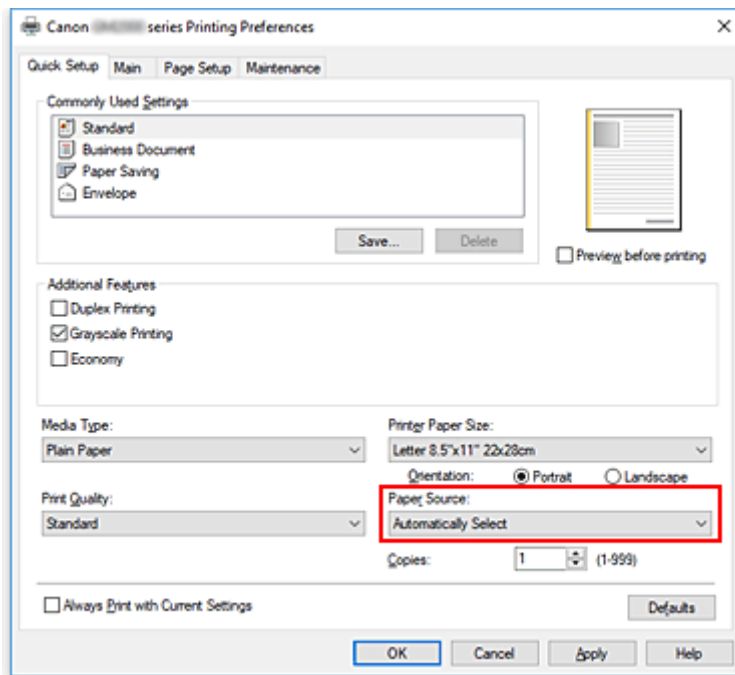 Canon series Printing Preferences
Quick Setup Main Page Setup Maintenance
Commonly Used Settings
Standard
Business Document
Paper Saving
Envelope
Save... Delete
Preview before printing
Additional Features
Duplex Printing
Grayscale Printing
Economy
Media Type: Printer Paper Size:
Plain Paper Letter 8.5"x11" 22x28cm
Orientation: Portrait Landscape
Print Quality: Paper Source:
Standard Automatically Select
Copies: 1 (1-999)
Always Print with Current Settings Defaults
OK Cancel Apply Help